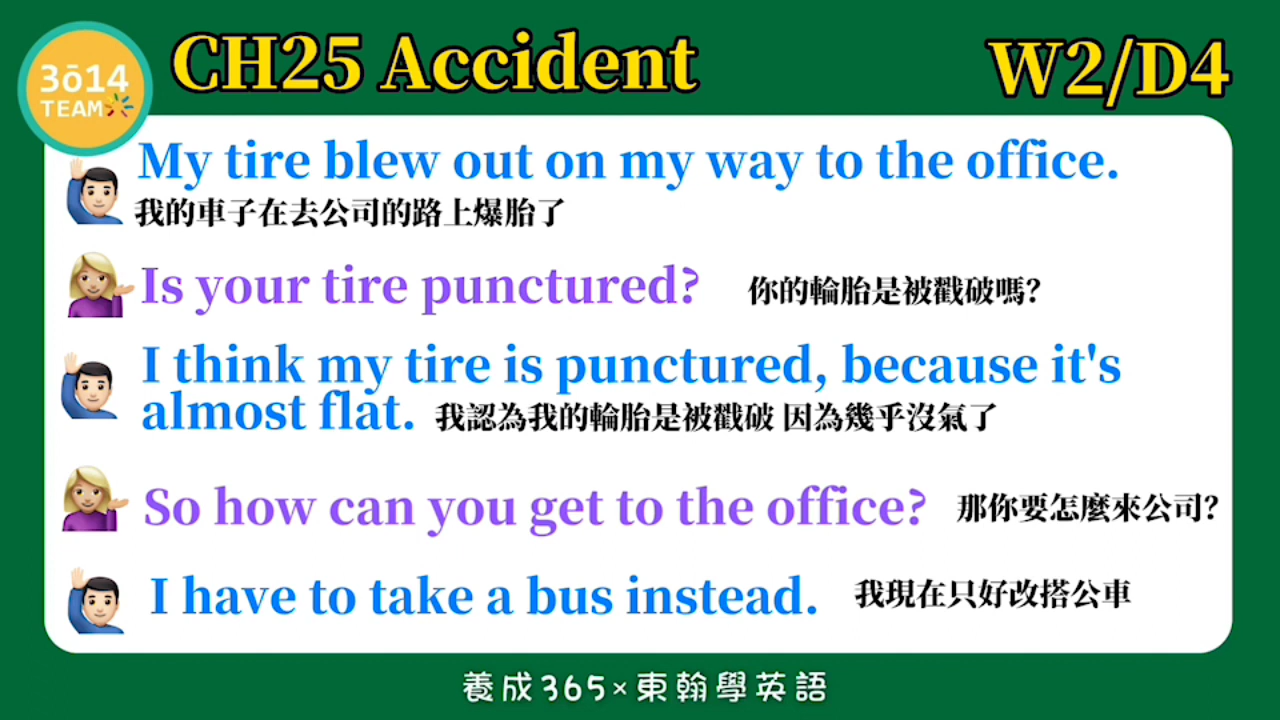 3ō14
TEAM
CH25 Accident
W2/D4
My tire blew out on my way to the office.
我的車子在去公司的路上爆胎了
Is your tire punctured?
你的輪胎是被戳破嗎?
I think my tire is punctured, because it's
almost flat.
我認為我的輪胎是被戳破 因為幾乎沒氣了
So how can you get to the office?
那你要怎麼來公司?
I have to take a bus instead.
我現在只好改搭公車
養成365×東翰學英語